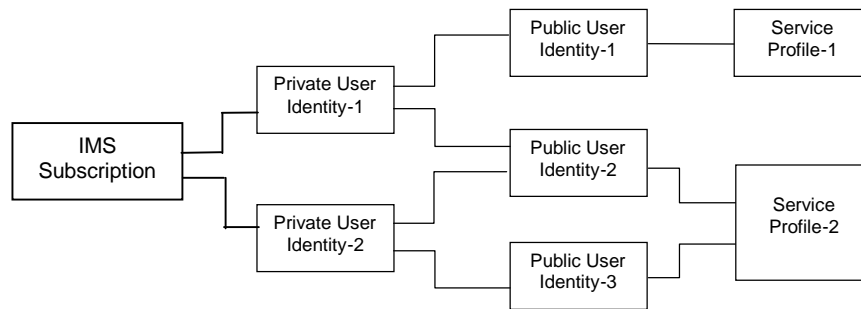 IMS
Subscription
Private User
Identity-1
Private User
Identity-2
Public User
Identity-1
Public User
Identity-2
Public User
Identity-3
Service
Profile-1
Service
Profile-2